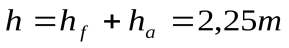 h = h_f + h_a = 2,25m